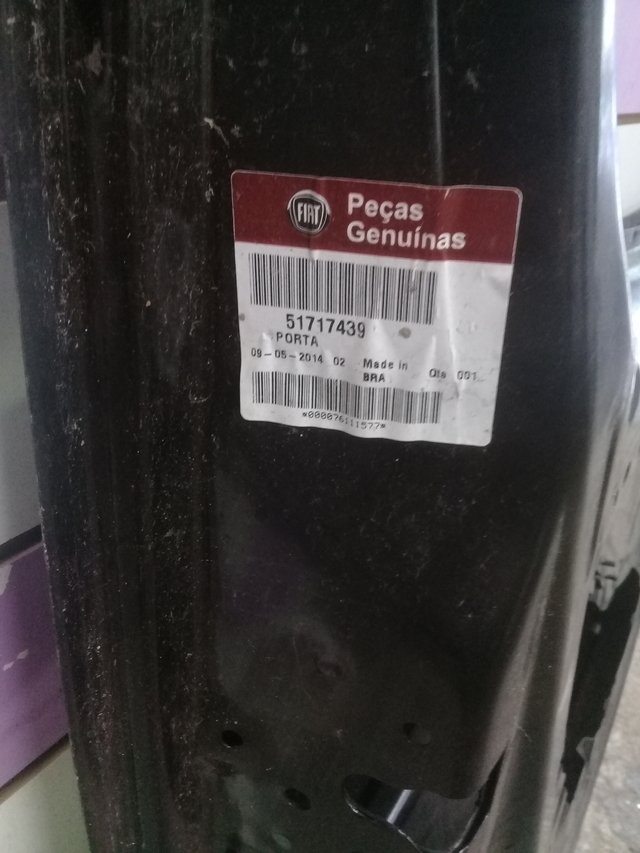 FIAT
Peças
Genuínas
51717439
PORTA
09-05-2014 02 Made in BRA Qta 001
*000076111577*